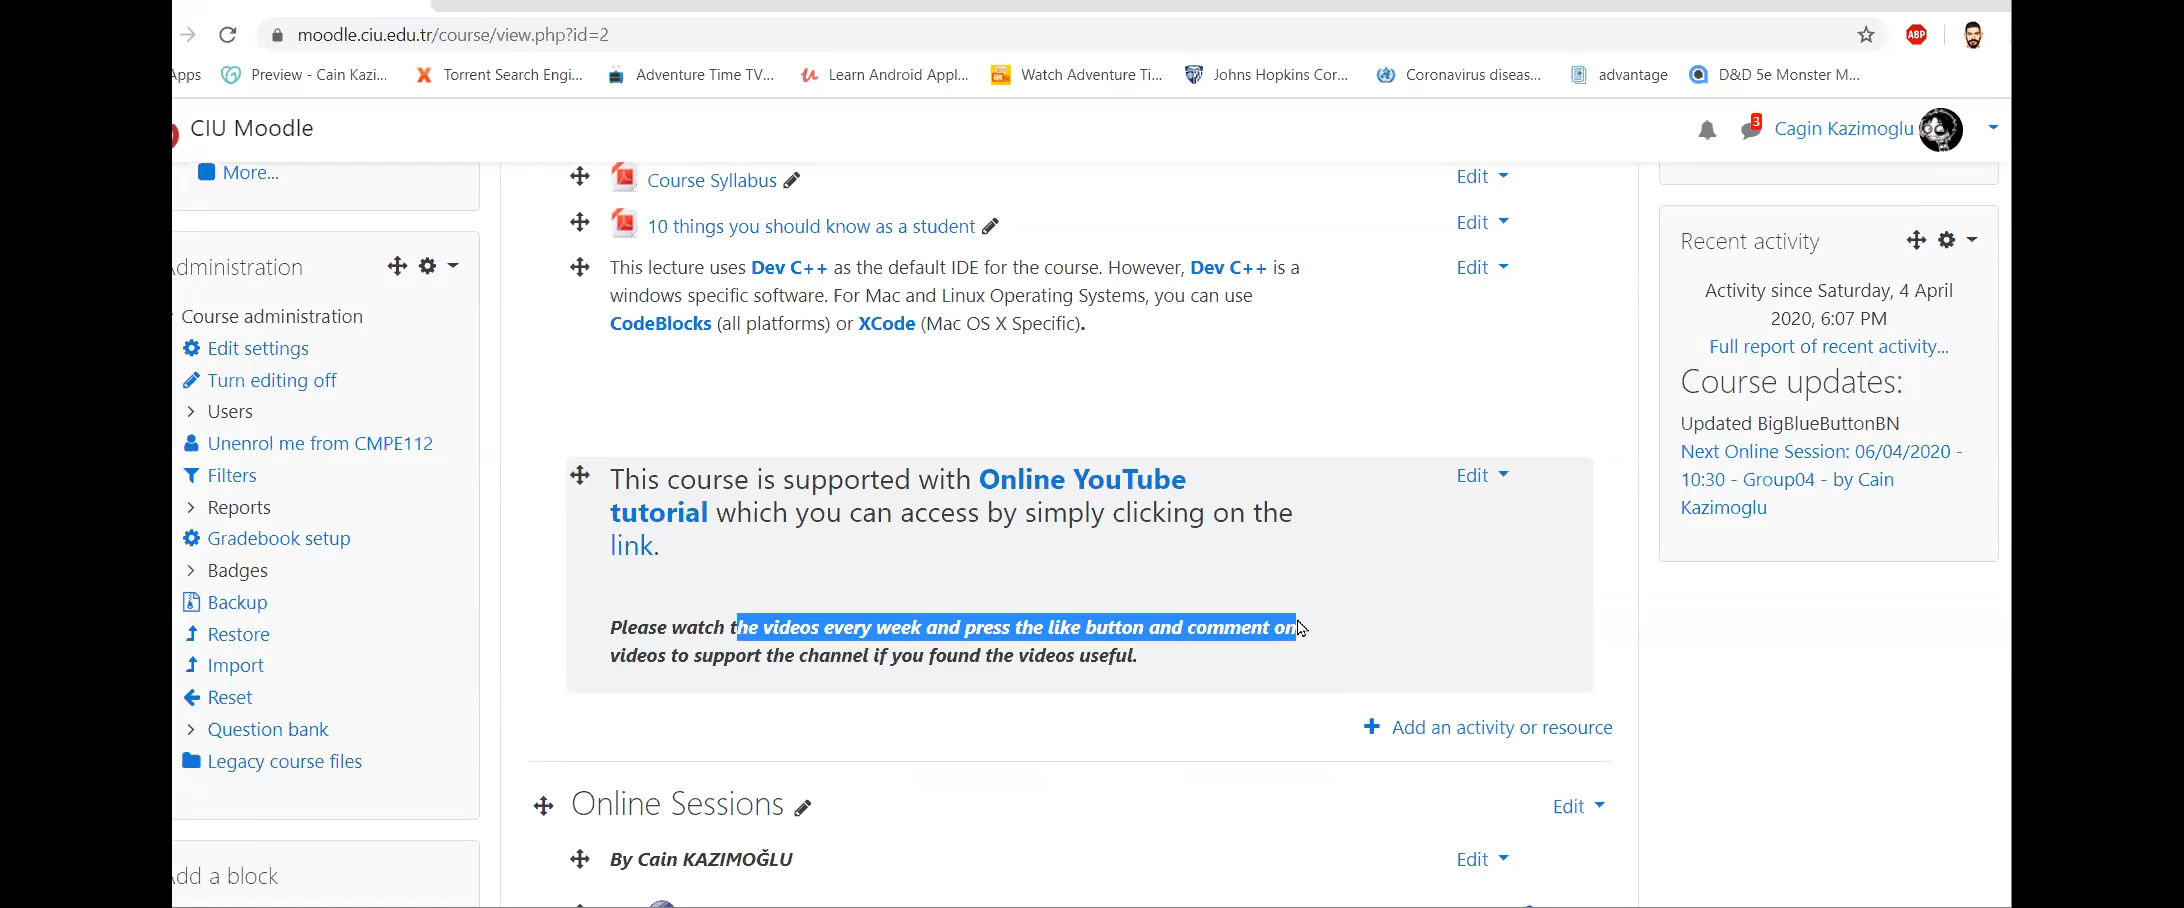 moodle.ciu.edu.tr/course/view.php?id=2
ABP
Apps
Preview - Cain Kazi...
Torrent Search Engi...
Adventure Time TV...
Learn Android Appl...
Watch Adventure Ti...
Johns Hopkins Cor...
Coronavirus diseas...
advantage
D&D 5e Monster M...
CIU Moodle
3
Cagin Kazimoglu
More...
dministration
Course administration
Edit settings
Turn editing off
Users
Unenrol me from CMPE112
Filters
Reports
Gradebook setup
Badges
Backup
Restore
Import
Reset
Question bank
Legacy course files
dd a block
Course Syllabus
Edit
10 things you should know as a student
Edit
This lecture uses Dev C++ as the default IDE for the course. However, Dev C++ is a
windows specific software. For Mac and Linux Operating Systems, you can use
CodeBlocks (all platforms) or XCode (Mac OS X Specific).
Edit
This course is supported with Online YouTube
tutorial which you can access by simply clicking on the
link.
Edit
Please watch the videos every week and press the like button and comment on
videos to support the channel if you found the videos useful.
Add an activity or resource
Online Sessions
Edit
By Cain KAZIMOĞLU
Edit
Recent activity
Activity since Saturday, 4 April
2020, 6:07 PM
Full report of recent activity...
Course updates:
Updated BigBlueButtonBN
Next Online Session: 06/04/2020 -
10:30 - Group04 - by Cain
Kazimoglu